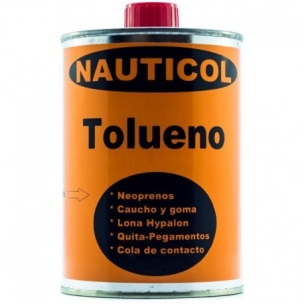 NAUTICOL
Tolueno
• Neoprenos
• Caucho y goma
• Lona Hypalon
• Quita-Pegamentos
• Cola de contacto